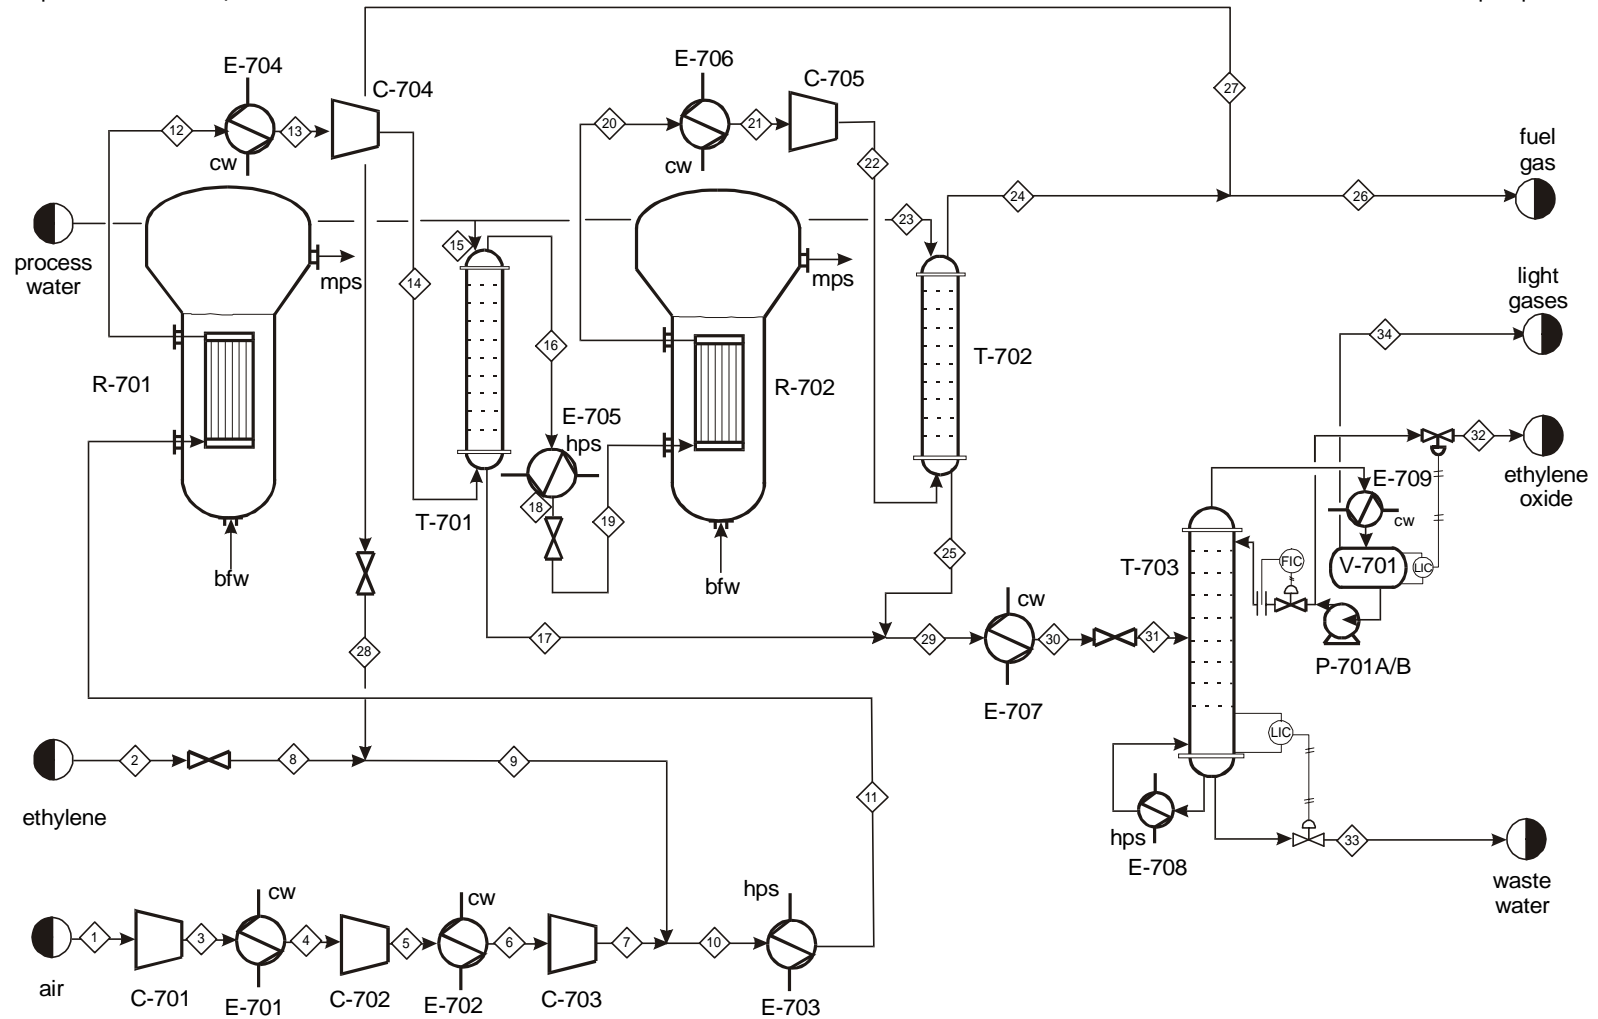 E-704
C-704
12
13
cw
E-706
C-705
20
21
cw
22
27
fuel
gas
process
water
mps
15
14
16
mps
23
24
26
light
gases
34
R-701
T-701
E-705
hps
18
19
R-702
T-702
25
32
ethylene
oxide
E-709
cw
V-701
LIC
FIC
T-703
P-701A/B
bfw
bfw
17
29
cw
30
31
E-707
28
LIC
2
8
9
11
ethylene
hps
E-708
33
waste
water
1
3
cw
4
5
cw
6
7
10
hps
air
C-701
E-701
C-702
E-702
C-703
E-703